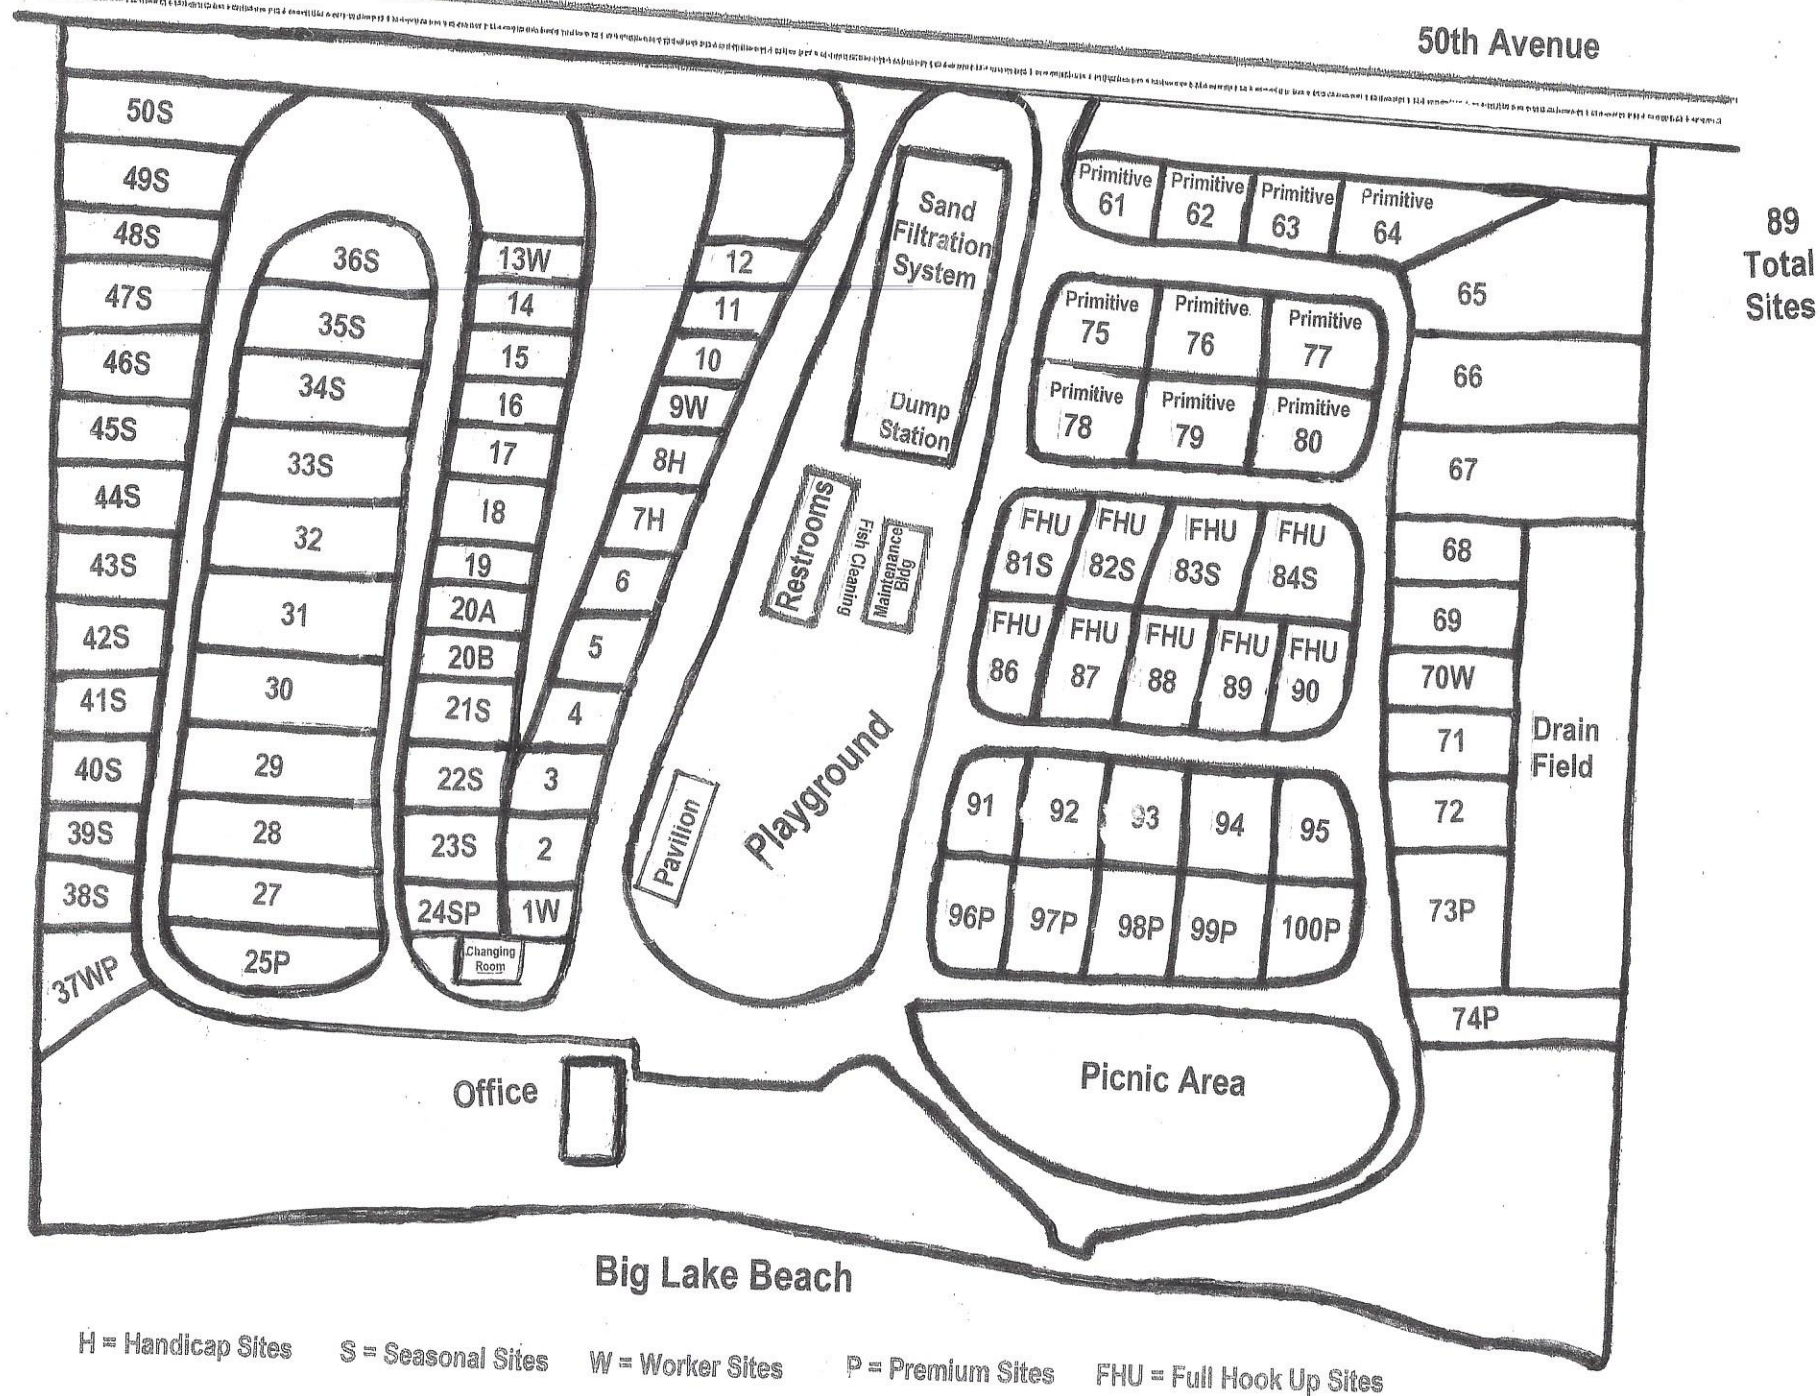 50th Avenue
89
Total
Sites
50S
49S
48S
47S
46S
45S
44S
43S
42S
41S
40S
39S
38S
37WP
36S
35S
34S
33S
32
31
30
29
28
27
25P
13W
14
15
16
17
18
19
20A
20B
21S
22S
23S
24SP
Changing
Room
12
11
10
9W
8H
7H
6
5
4
3
2
1W
Sand
Filtration
System
Dump
Station
Restrooms
Fish Cleaning
Maintenance
Bldg
Playground
Pavilion
Primitive
61
Primitive
62
Primitive
63
Primitive
64
Primitive
75
Primitive
76
Primitive
77
Primitive
78
Primitive
79
Primitive
80
FHU
81S
FHU
82S
FHU
83S
FHU
84S
FHU
86
FHU
87
FHU
88
FHU
89
FHU
90
91
92
93
94
95
96P
97P
98P
99P
100P
65
66
67
68
69
70W
71
72
73P
74P
Drain
Field
Picnic Area
Office
Big Lake Beach
H = Handicap Sites
S = Seasonal Sites
W = Worker Sites
P = Premium Sites
FHU = Full Hook Up Sites